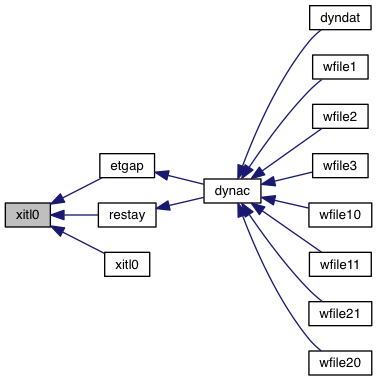 dyndat
wfile1
wfile2
etgap
wfile3
dynac
xitl0
restay
wfile10
xitl0
wfile11
wfile21
wfile20